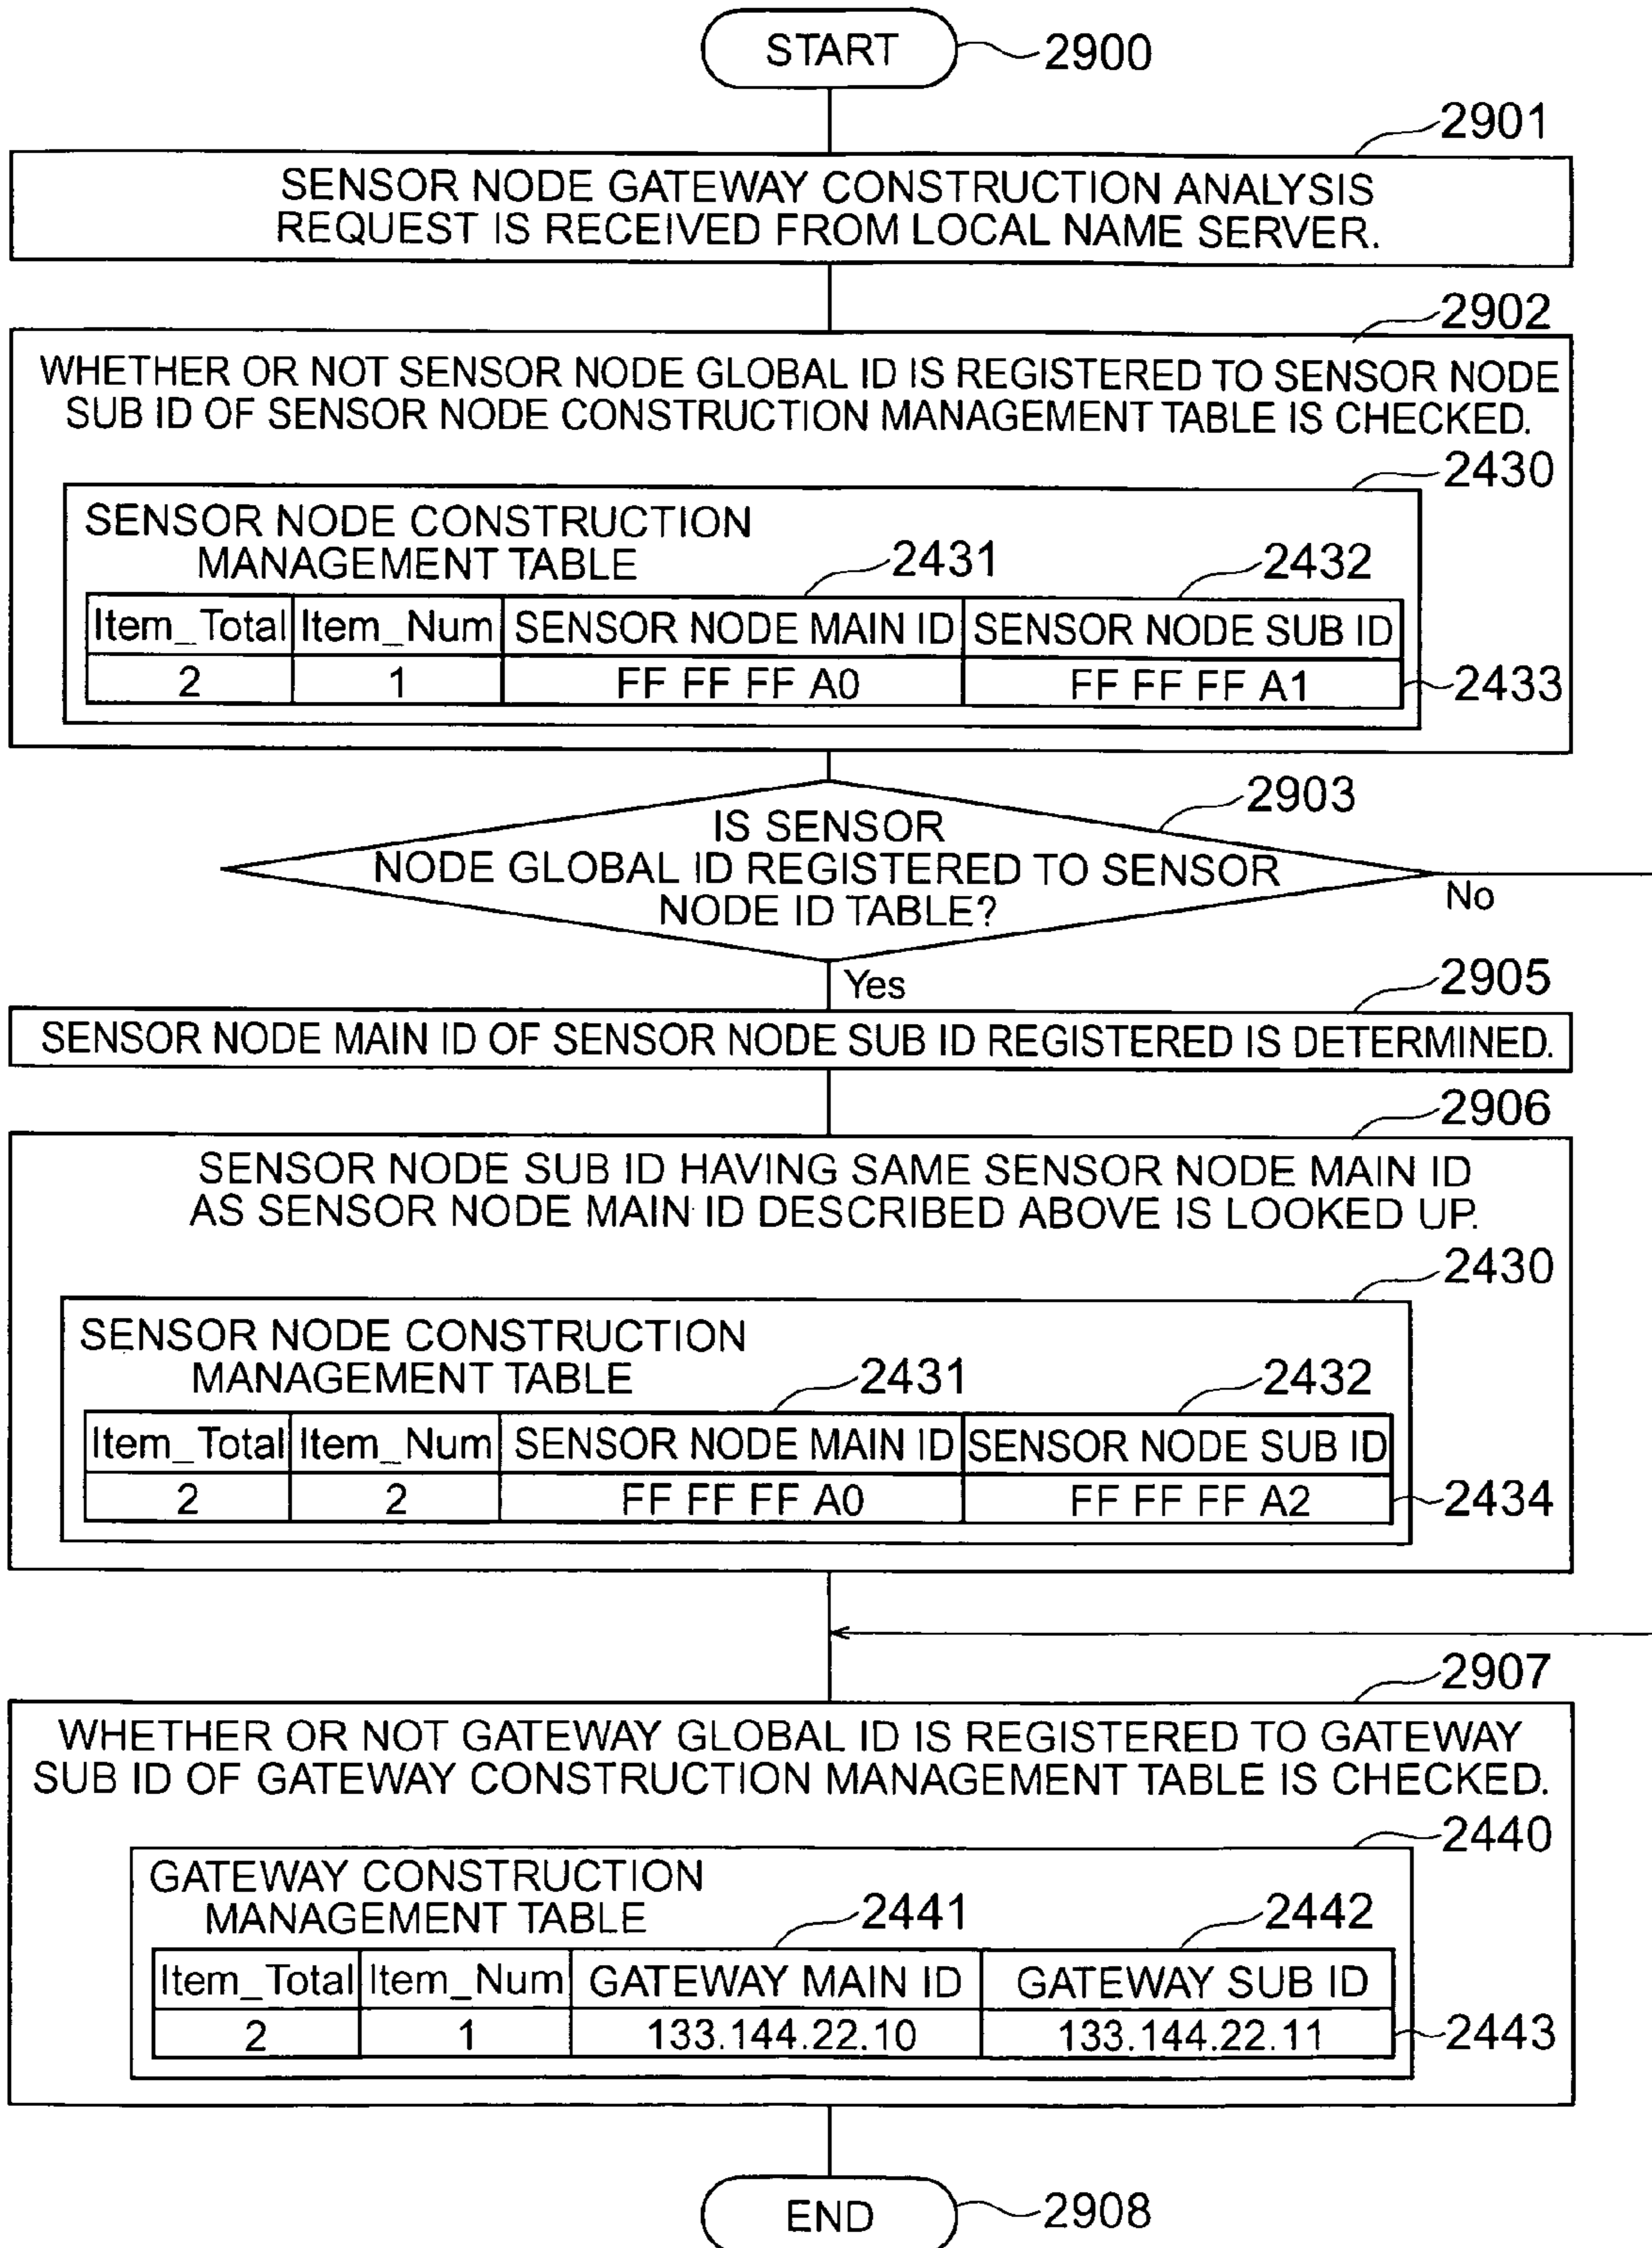 START
2900
2901
SENSOR NODE GATEWAY CONSTRUCTION ANALYSIS
REQUEST IS RECEIVED FROM LOCAL NAME SERVER.
2902
WHETHER OR NOT SENSOR NODE GLOBAL ID IS REGISTERED TO SENSOR NODE
SUB ID OF SENSOR NODE CONSTRUCTION MANAGEMENT TABLE IS CHECKED.
2430
SENSOR NODE CONSTRUCTION
MANAGEMENT TABLE
2431
2432
Item_Total Item_Num SENSOR NODE MAIN ID SENSOR NODE SUB ID
2 1 FF FF FF A0 FF FF FF A1
2433
2903
IS SENSOR
NODE GLOBAL ID REGISTERED TO SENSOR
NODE ID TABLE?
No
Yes
2905
SENSOR NODE MAIN ID OF SENSOR NODE SUB ID REGISTERED IS DETERMINED.
2906
SENSOR NODE SUB ID HAVING SAME SENSOR NODE MAIN ID
AS SENSOR NODE MAIN ID DESCRIBED ABOVE IS LOOKED UP.
2430
SENSOR NODE CONSTRUCTION
MANAGEMENT TABLE
2431
2432
Item_Total Item_Num SENSOR NODE MAIN ID SENSOR NODE SUB ID
2 2 FF FF FF A0 FF FF FF A2
2434
2907
WHETHER OR NOT GATEWAY GLOBAL ID IS REGISTERED TO GATEWAY
SUB ID OF GATEWAY CONSTRUCTION MANAGEMENT TABLE IS CHECKED.
2440
GATEWAY CONSTRUCTION
MANAGEMENT TABLE
2441
2442
Item_Total Item_Num GATEWAY MAIN ID GATEWAY SUB ID
2 1 133.144.22.10 133.144.22.11
2443
END
2908